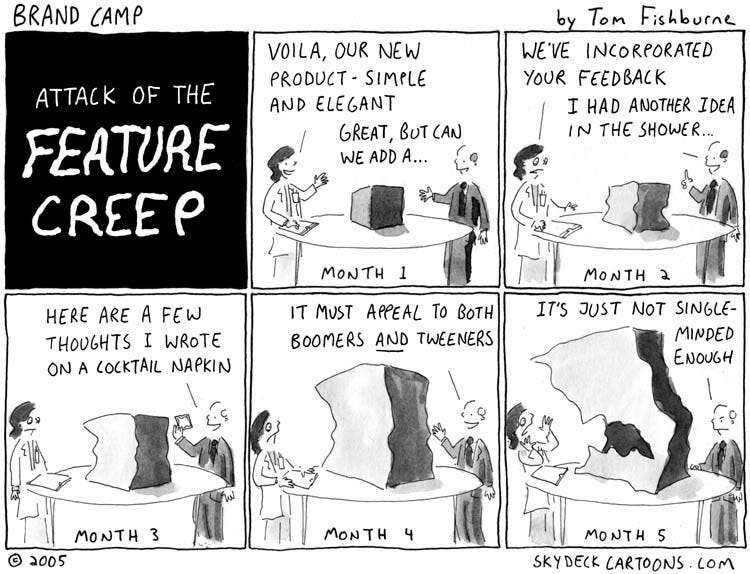 BRAND CAMP
by Tom Fishburne
ATTACK OF THE
FEATURE
CREEP
VOILA, OUR NEW
PRODUCT - SIMPLE
AND ELEGANT
GREAT, BUT CAN
WE ADD A...
MONTH 1
WE'VE INCORPORATED
YOUR FEEDBACK
I HAD ANOTHER IDEA
IN THE SHOWER...
MONTH 2
HERE ARE A FEW
THOUGHTS I WROTE
ON A COCKTAIL NAPKIN
MONTH 3
IT MUST APPEAL TO BOTH
BOOMERS AND TWEENERS
MONTH 4
IT'S JUST NOT SINGLE-
MINDED
ENOUGH
MONTH 5
© 2005
SKYDECKCARTOONS.COM